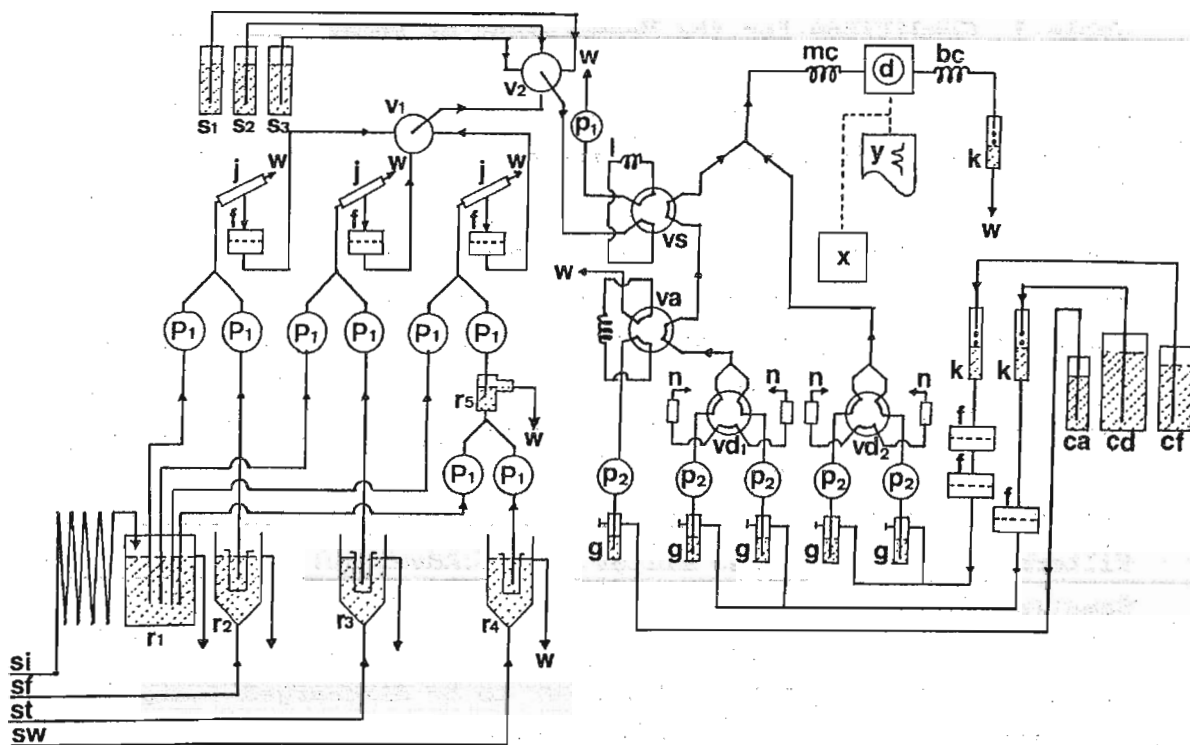 mc
bc
d
w
v2
s1 s2 s3
v1
p1
y
k
w
l
j w j w j w
f f f
vs
x
w
va
P1 P1 P1 P1 P1 P1
n n n n
k k
r5
w
vd1 vd2
f
ca cd cf
P1 P1
p2 p2 p2 p2 p2
f
f
g g g g g
r1 r2 r3 r4
w
si
sf
st
sw